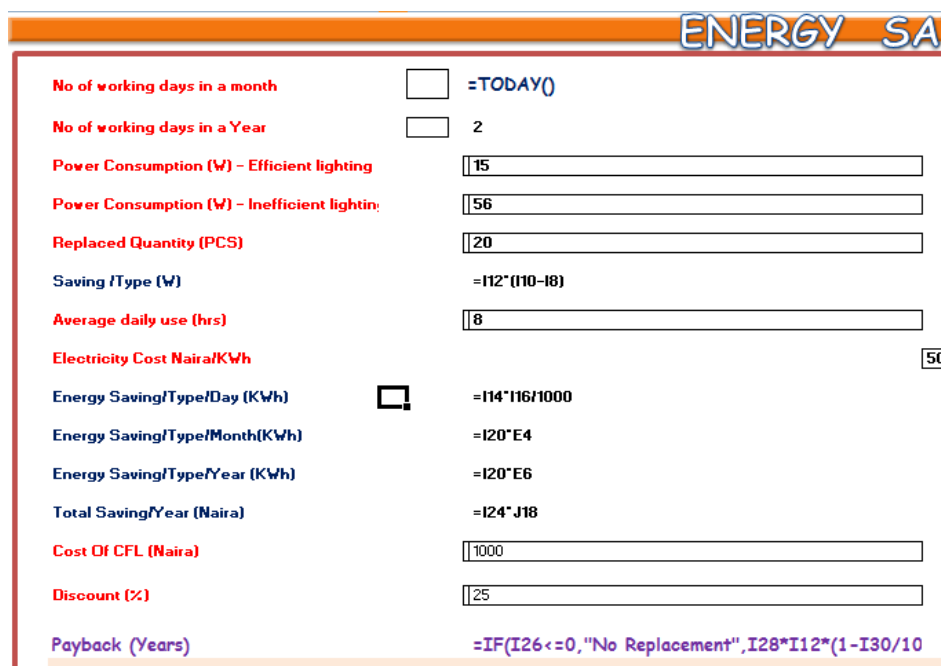 ENERGY SA
No of working days in a month =TODAY()
No of working days in a Year 2
Power Consumption (W) - Efficient lighting 15
Power Consumption (W) - Inefficient lightin 56
Replaced Quantity (PCS) 20
Saving /Type (W) =I12*(I10-I8)
Average daily use (hrs) 8
Electricity Cost Naira/KWh 50
Energy Saving/Type/Day (KWh) =I14*I16/1000
Energy Saving/Type/Month(KWh) =I20*E4
Energy Saving/Type/Year (KWh) =I20*E6
Total Saving/Year (Naira) =I24*J18
Cost Of CFL (Naira) 1000
Discount (%) 25
Payback (Years) =IF(I26<=0,"No Replacement",I28*I12*(1-I30/10